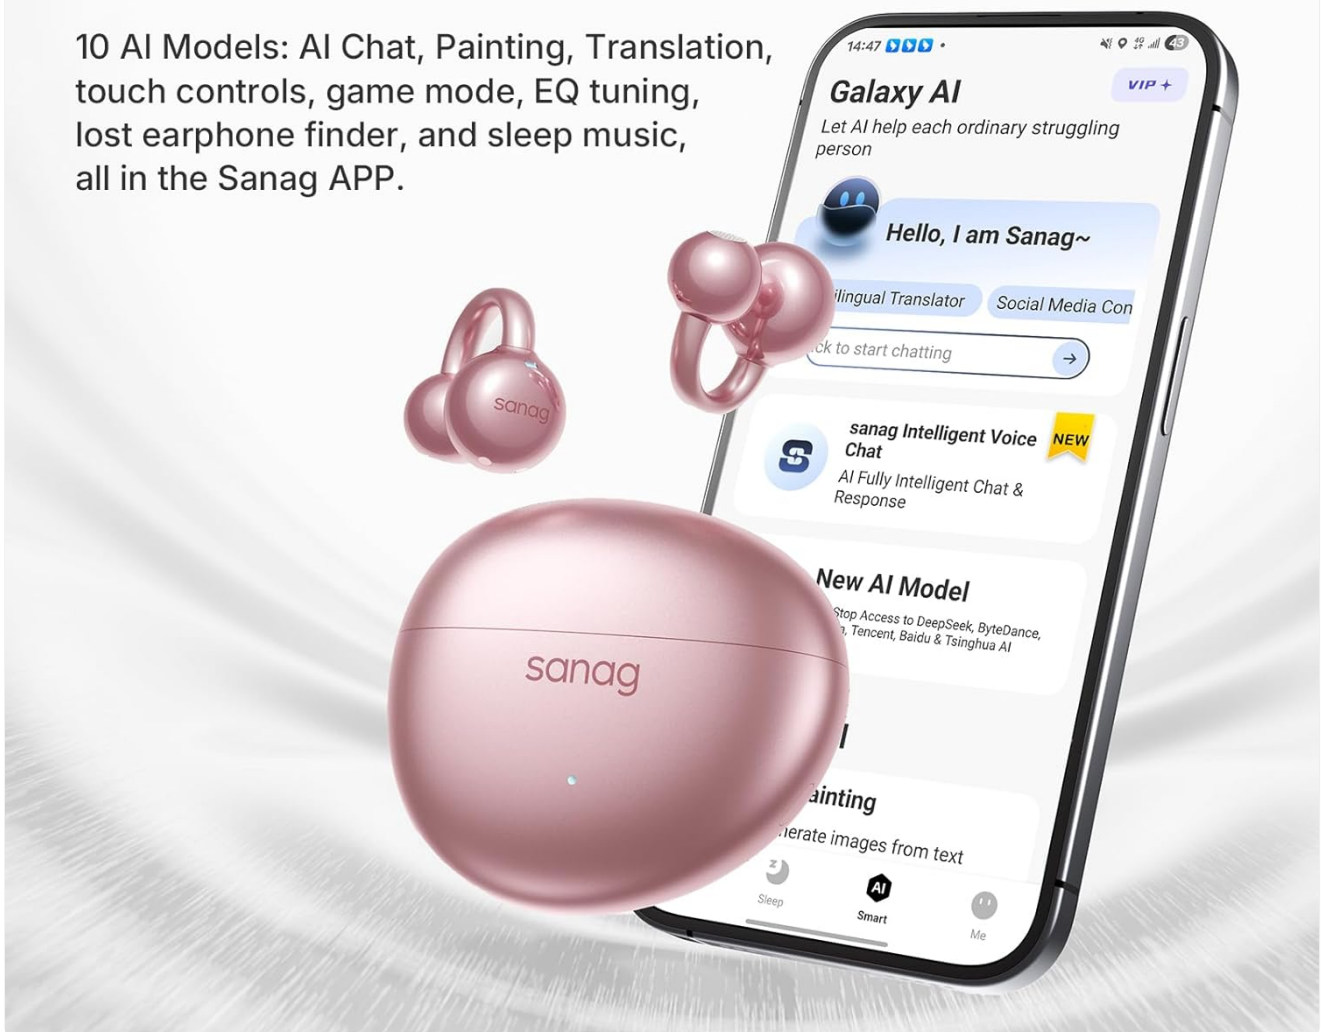 10 AI Models: AI Chat, Painting, Translation,
touch controls, game mode, EQ tuning,
lost earphone finder, and sleep music,
all in the Sanag APP.
14:47
4G
43
Galaxy AI
VIP
Let AI help each ordinary struggling
person
Hello, I am Sanag~
ilingual Translator
Social Media Con
ck to start chatting
sanag
sanag Intelligent Voice
Chat
NEW
AI Fully Intelligent Chat &
Response
New AI Model
Stop Access to DeepSeek, ByteDance,
, Tencent, Baidu & Tsinghua AI
sanag
ainting
nerate images from text
Sleep
AI
Smart
Me